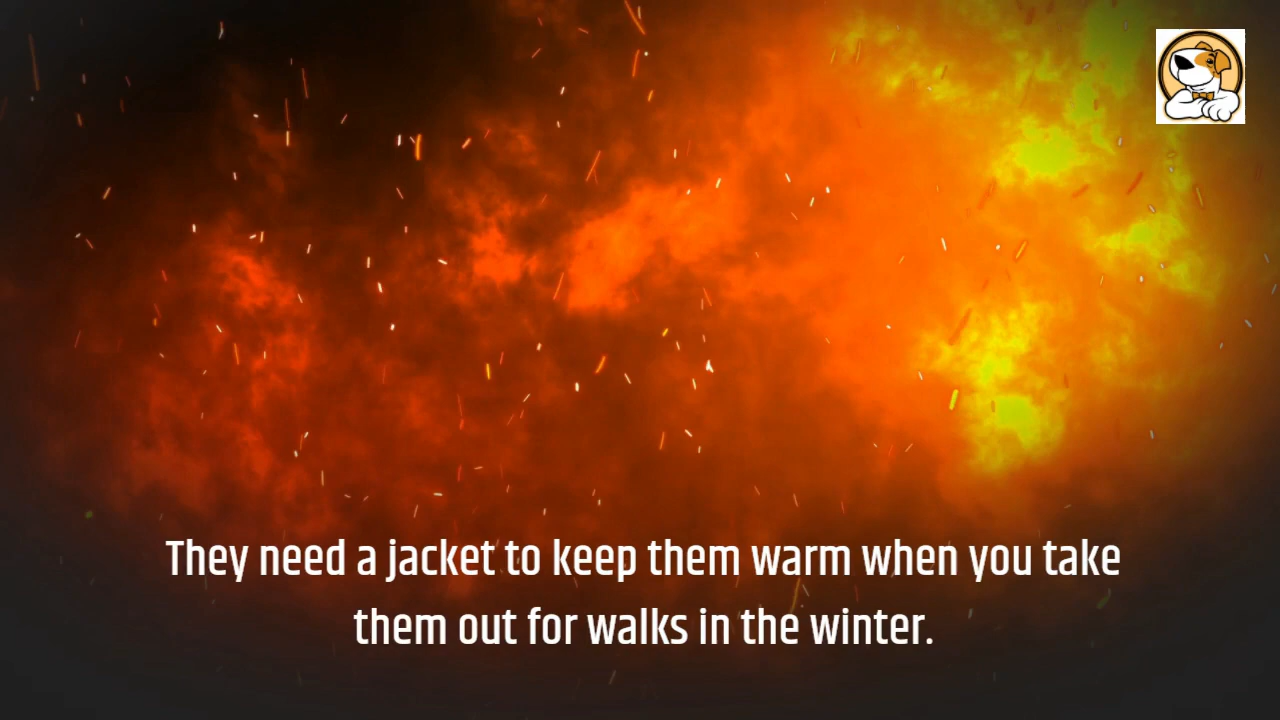 They need a jacket to keep them warm when you take
them out for walks in the winter.